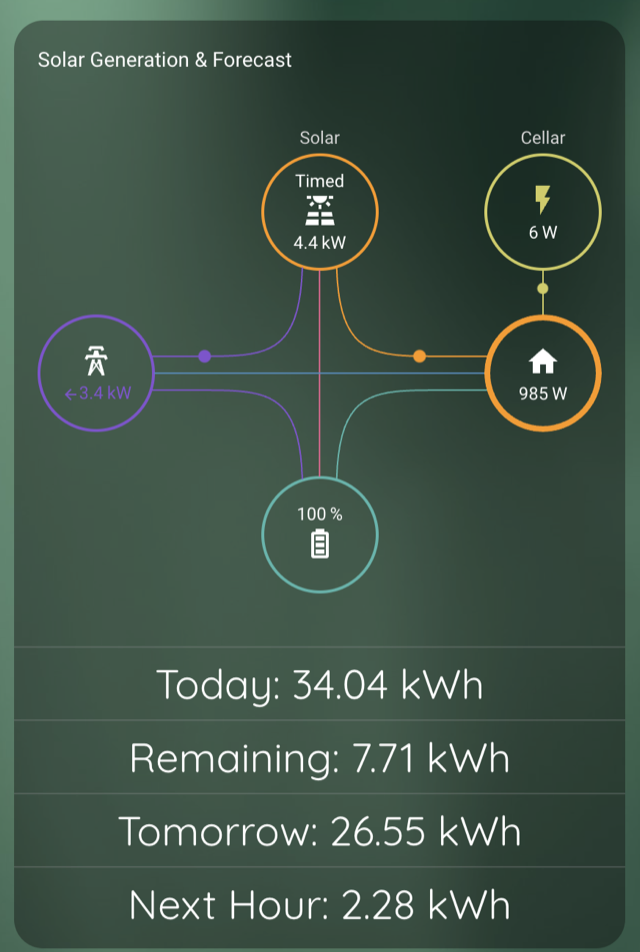 Solar Generation & Forecast
Solar
Cellar
Timed
4.4 kW
6 W
←3.4 kW
985 W
100 %
Today: 34.04 kWh
Remaining: 7.71 kWh
Tomorrow: 26.55 kWh
Next Hour: 2.28 kWh